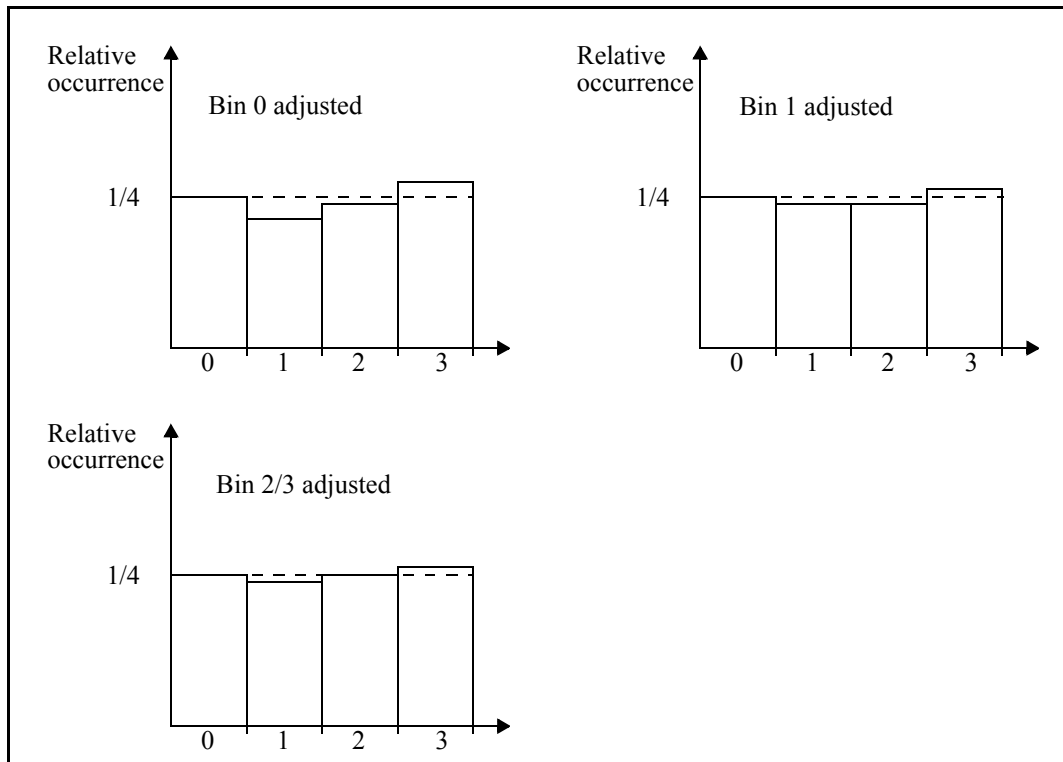 Relative
occurrence
Bin 0 adjusted
1/4
0 1 2 3
Relative
occurrence
Bin 1 adjusted
1/4
0 1 2 3
Relative
occurrence
Bin 2/3 adjusted
1/4
0 1 2 3